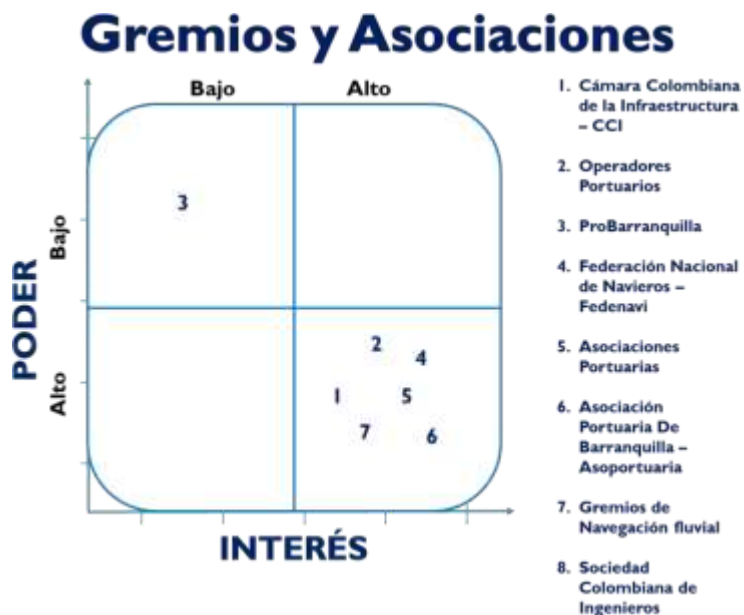 Gremios y Asociaciones
Bajo
Alto
PODER
Bajo
Alto
3
2
4
1
5
7
6
INTERÉS
1. Cámara Colombiana
de la Infraestructura
– CCI
2. Operadores
Portuarios
3. ProBarranquilla
4. Federación Nacional
de Navieros –
Fedenavi
5. Asociaciones
Portuarias
6. Asociación
Portuaria De
Barranquilla –
Asoportuaria
7. Gremios de
Navegación fluvial
8. Sociedad
Colombiana de
Ingenieros